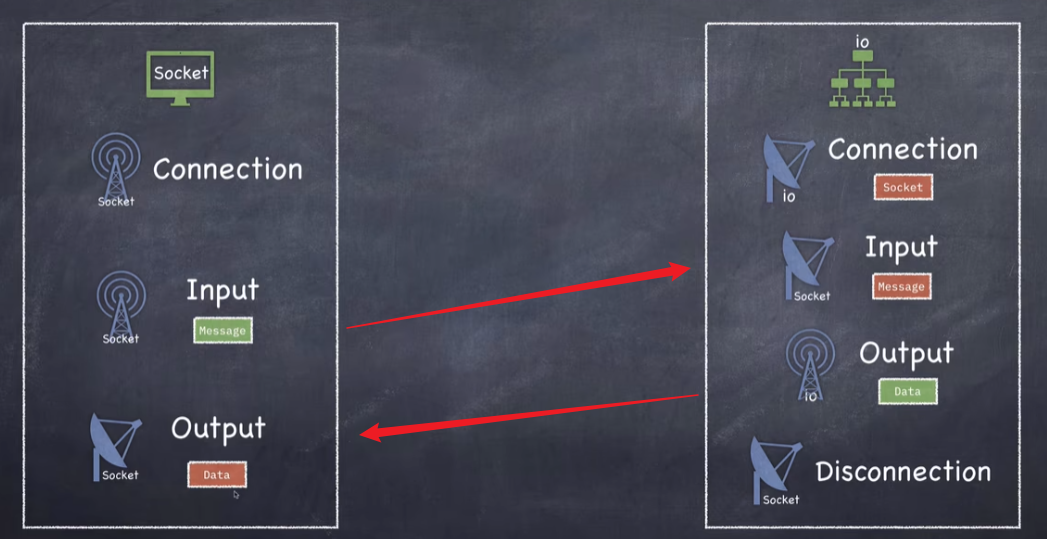 Socket
Connection
Socket
Input
Message
Socket
Output
Data
Socket
io
Connection
Socket
io
Input
Message
Socket
Output
Data
io
Disconnection
Socket